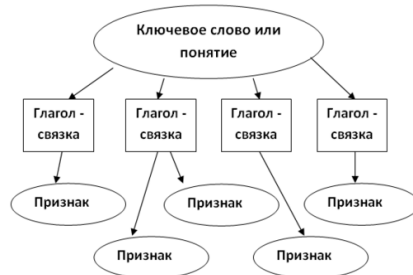 Ключевое слово или
понятие
Глагол -
связка
Глагол -
связка
Глагол -
связка
Глагол -
связка
Признак
Признак
Признак
Признак
Признак